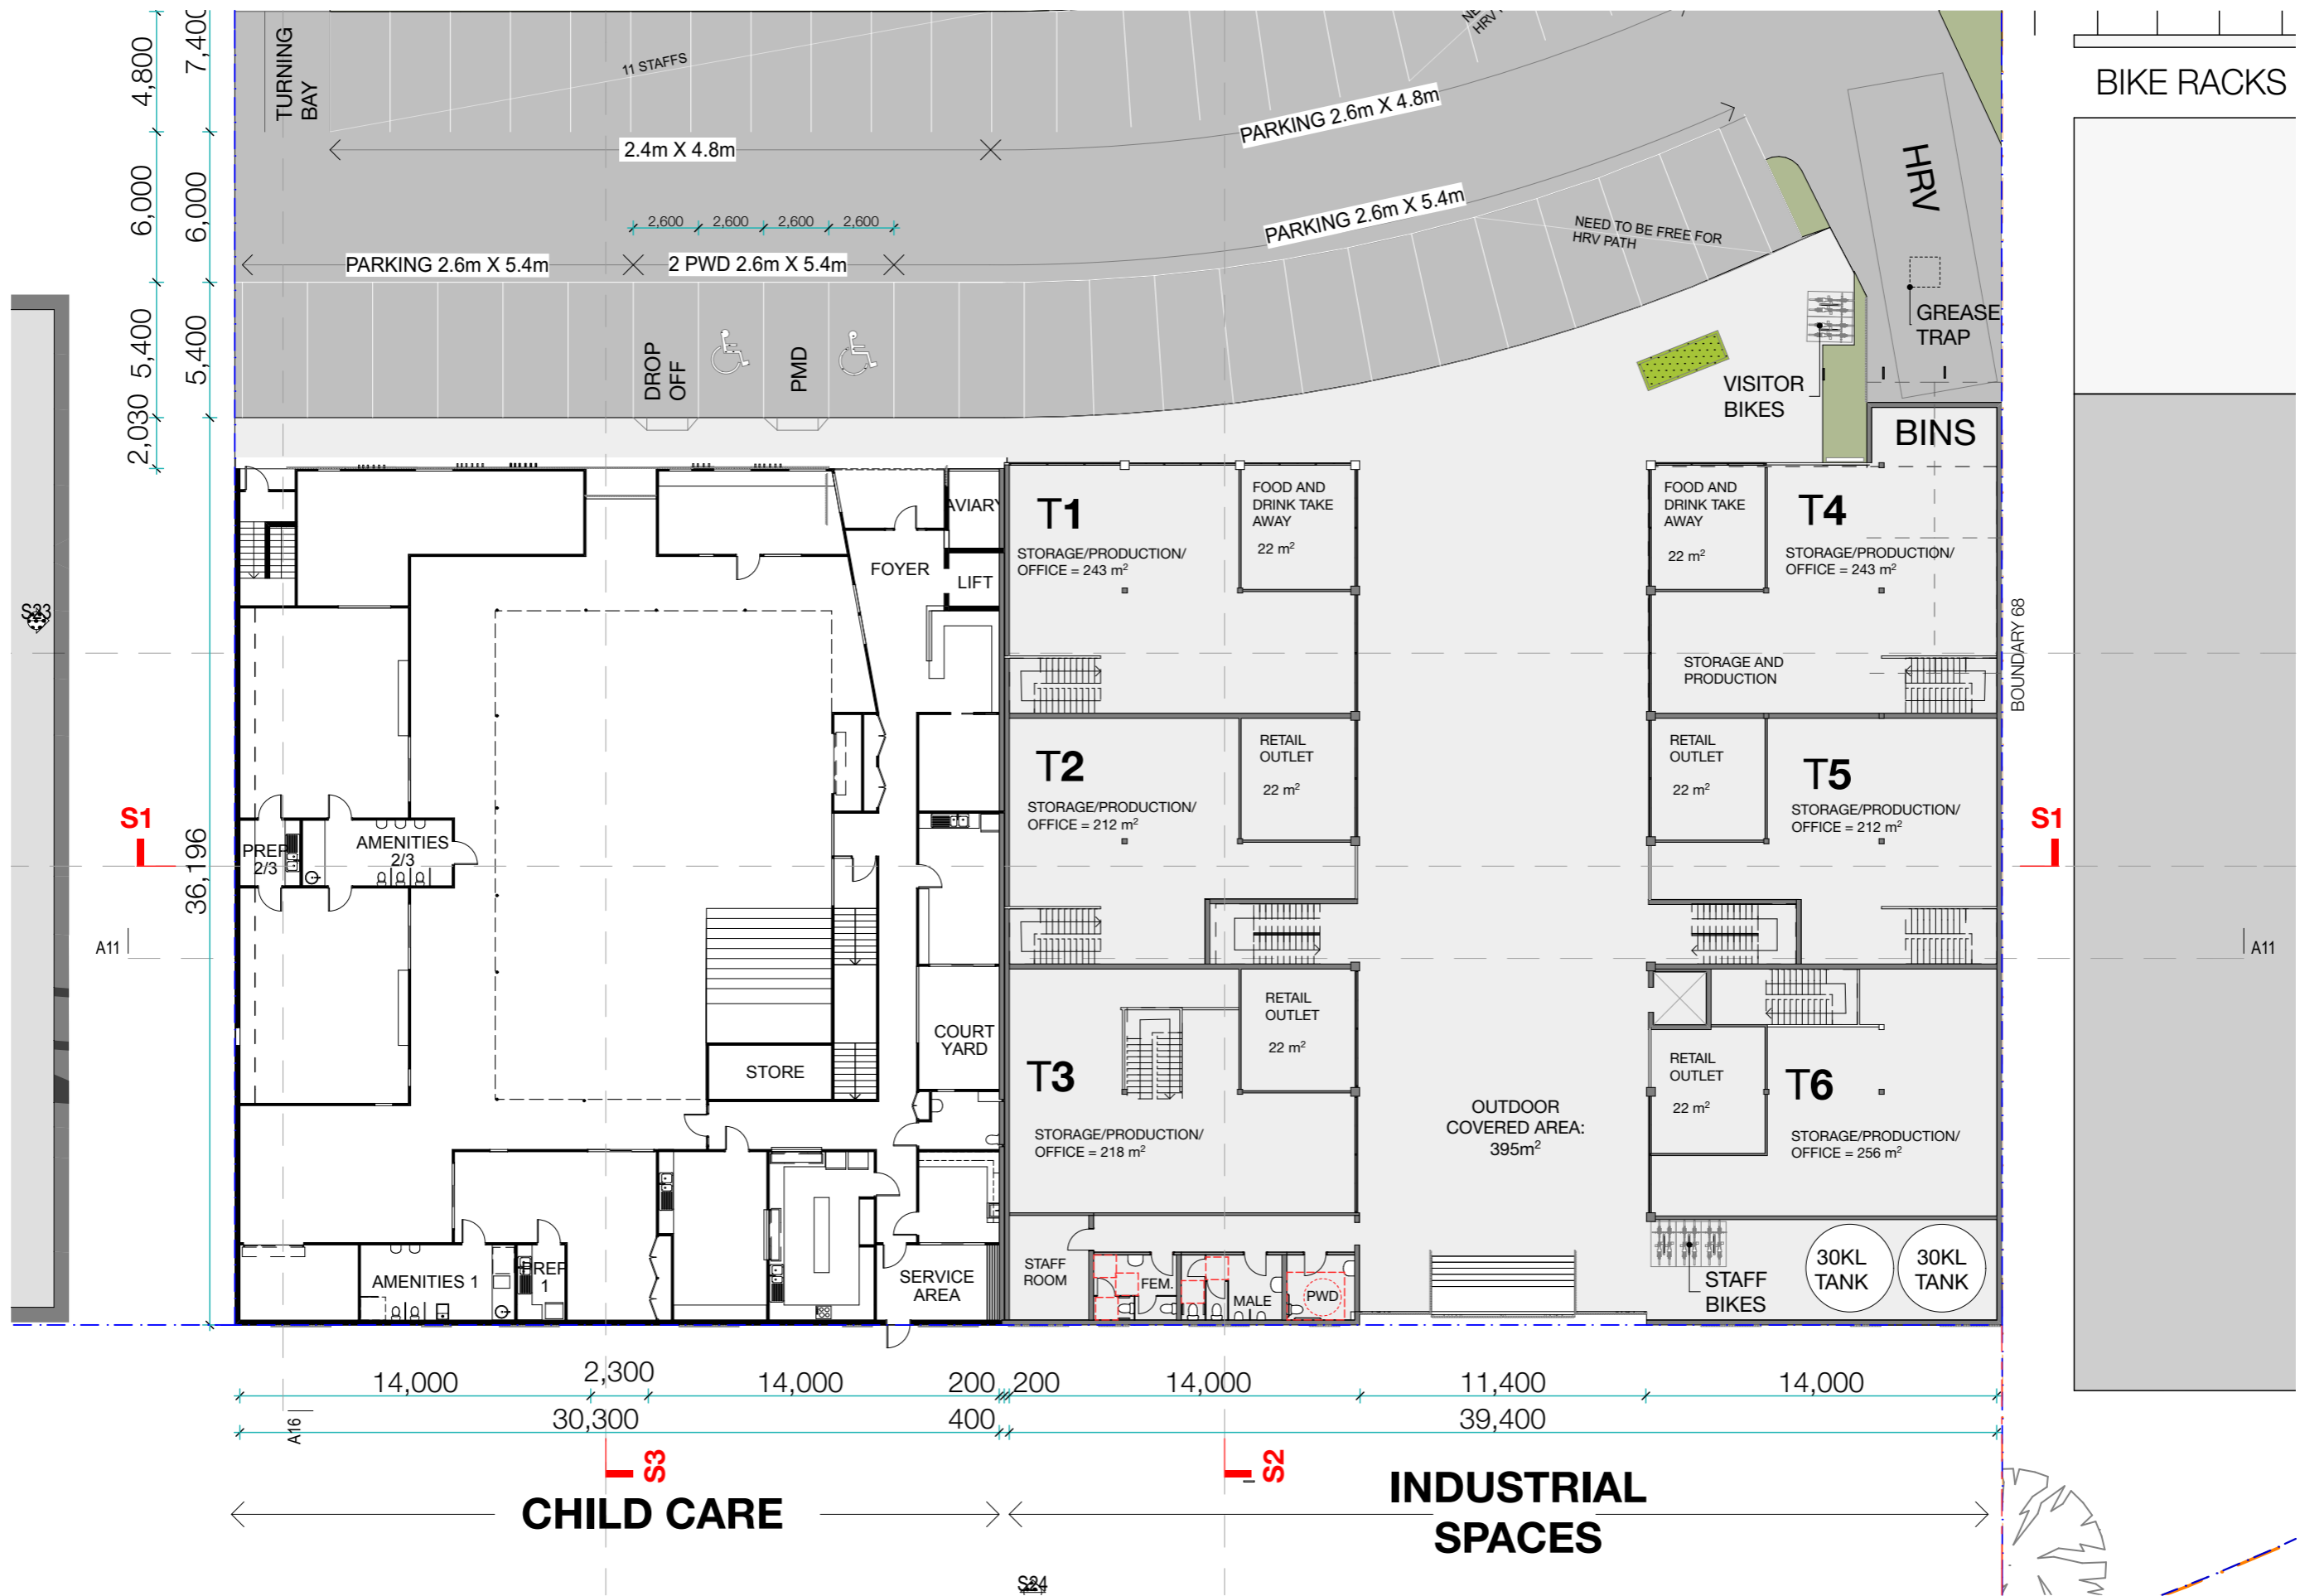 4,800
7,400
TURNING
BAY
11 STAFFS
BIKE RACKS
2.4m X 4.8m
PARKING 2.6m X 4.8m
HRV
6,000
6,000
2,600
2,600
2,600
2,600
PARKING 2.6m X 5.4m
NEED TO BE FREE FOR
HRV PATH
PARKING 2.6m X 5.4m
2 PWD 2.6m X 5.4m
5,400
5,400
DROP
OFF
PMD
GREASE
TRAP
VISITOR
BIKES
2,030
BINS
AVIARY
T1
FOOD AND
DRINK TAKE
AWAY
22 m²
STORAGE/PRODUCTION/
OFFICE = 243 m²
FOOD AND
DRINK TAKE
AWAY
22 m²
T4
STORAGE/PRODUCTION/
OFFICE = 243 m²
FOYER
LIFT
S23
BOUNDARY 68
STORAGE AND
PRODUCTION
T2
RETAIL
OUTLET
22 m²
STORAGE/PRODUCTION/
OFFICE = 212 m²
RETAIL
OUTLET
22 m²
T5
STORAGE/PRODUCTION/
OFFICE = 212 m²
S1
S1
36,196
PREP
2/3
AMENITIES
2/3
A11
A11
COURT
YARD
STORE
T3
RETAIL
OUTLET
22 m²
STORAGE/PRODUCTION/
OFFICE = 218 m²
OUTDOOR
COVERED AREA:
395m²
RETAIL
OUTLET
22 m²
T6
STORAGE/PRODUCTION/
OFFICE = 256 m²
AMENITIES 1
PREP
1
SERVICE
AREA
STAFF
ROOM
FEM.
MALE
PWD
STAFF
BIKES
30KL
TANK
30KL
TANK
14,000
2,300
14,000
200
200
14,000
11,400
14,000
30,300
400
39,400
A16
S3
S2
CHILD CARE
INDUSTRIAL
SPACES
S24